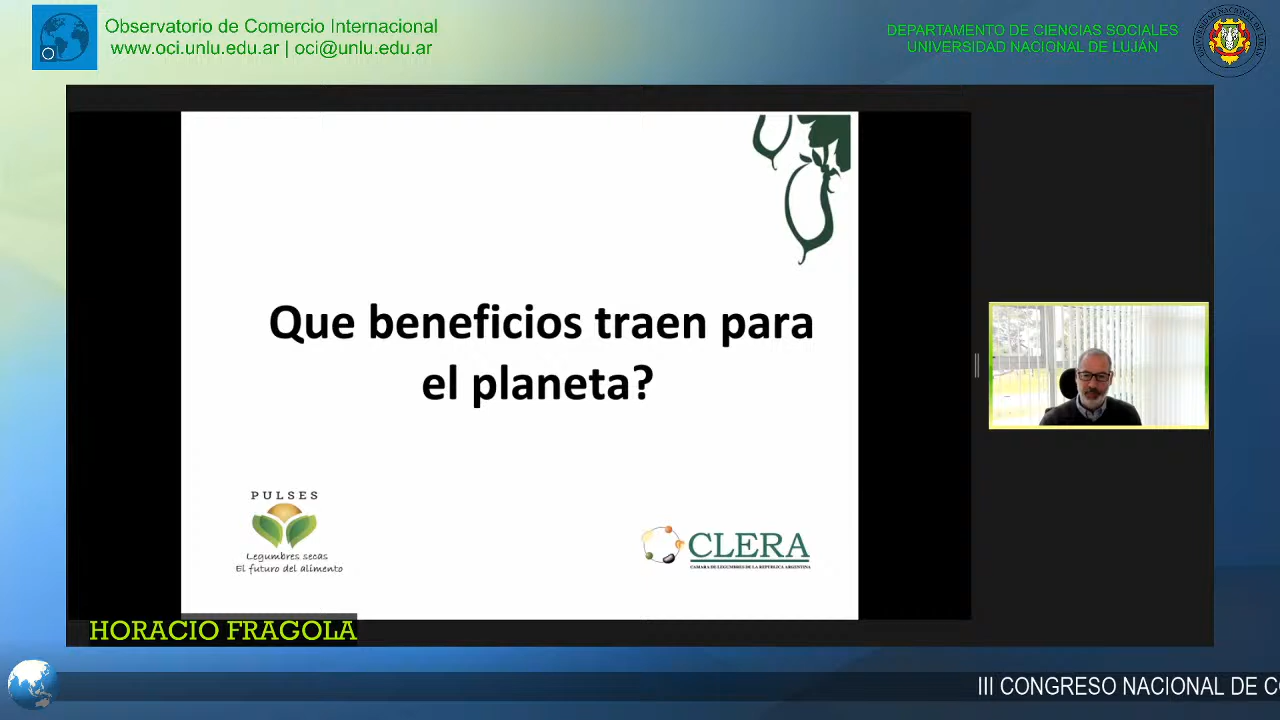 Observatorio de Comercio Internacional
www.oci.unlu.edu.ar | oci@unlu.edu.ar
DEPARTAMENTO DE CIENCIAS SOCIALES
UNIVERSIDAD NACIONAL DE LUJÁN
Que beneficios traen para
el planeta?
PULSES
Legumbres secas
El futuro del alimento
CLERA
CAMARA DE LEGUMBRES DE LA REPUBLICA ARGENTINA
HORACIO FRAGOLA
III CONGRESO NACIONAL DE